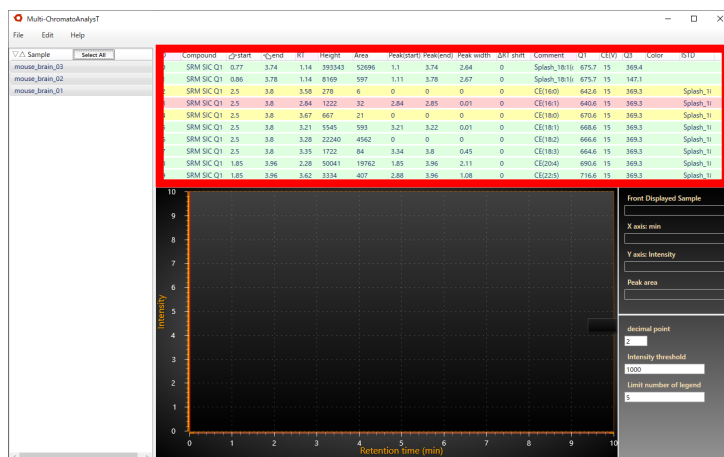 Multi-ChromatoAnalysT
File Edit Help
▽△ Sample Select All
mouse_brain_03
mouse_brain_02
mouse_brain_01
Compound start end RT Height Area Peak(start) Peak(end) Peak width ΔRT shift Comment Q1 CE(V) Q3 Color ISTD
SRM SIC Q1 0.77 3.74 1.14 393343 52696 1.1 3.74 2.64 0 Splash_18:1( 675.7 15 369.4
SRM SIC Q1 0.86 3.78 1.14 8169 597 1.11 3.78 2.67 0 Splash_18:1( 675.7 15 147.1
SRM SIC Q1 2.5 3.8 3.58 278 6 0 0 0 0 CE(16:0) 642.6 15 369.3 Splash_1
SRM SIC Q1 2.5 3.8 2.84 1222 32 2.84 2.85 0.01 0 CE(16:1) 640.6 15 369.3 Splash_1
SRM SIC Q1 2.5 3.8 3.67 667 21 0 0 0 0 CE(18:0) 670.6 15 369.3 Splash_1
SRM SIC Q1 2.5 3.8 3.21 5545 593 3.21 3.22 0.01 0 CE(18:1) 668.6 15 369.3 Splash_1
SRM SIC Q1 2.5 3.8 3.28 22240 4562 0 0 0 0 CE(18:2) 666.6 15 369.3 Splash_1
SRM SIC Q1 2.5 3.8 3.35 1722 84 3.34 3.8 0.45 0 CE(18:3) 664.6 15 369.3 Splash_1
SRM SIC Q1 1.85 3.96 2.28 50041 19762 1.85 3.96 2.11 0 CE(20:4) 690.6 15 369.3 Splash_1
SRM SIC Q1 1.85 3.96 3.62 3334 407 2.88 3.96 1.08 0 CE(22:5) 716.6 15 369.3 Splash_1
10
9
8
7
6
5
4
3
2
1
0
Intensity
0 1 2 3 4 5 6 7 8 9 10
Retention time (min)
Front Displayed Sample
X axis: min
Y axis: Intensity
Peak area
decimal point
2
Intensity threshold
1000
Limit number of legend
5